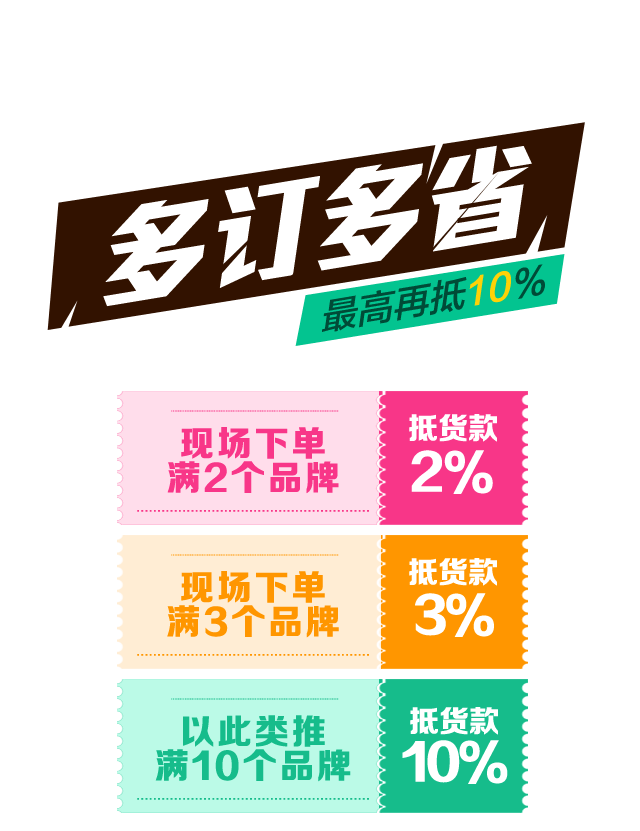 多订多省
最高再抵10%
现场下单
满2个品牌
抵货款
2%
现场下单
满3个品牌
抵货款
3%
以此类推
满10个品牌
抵货款
10%